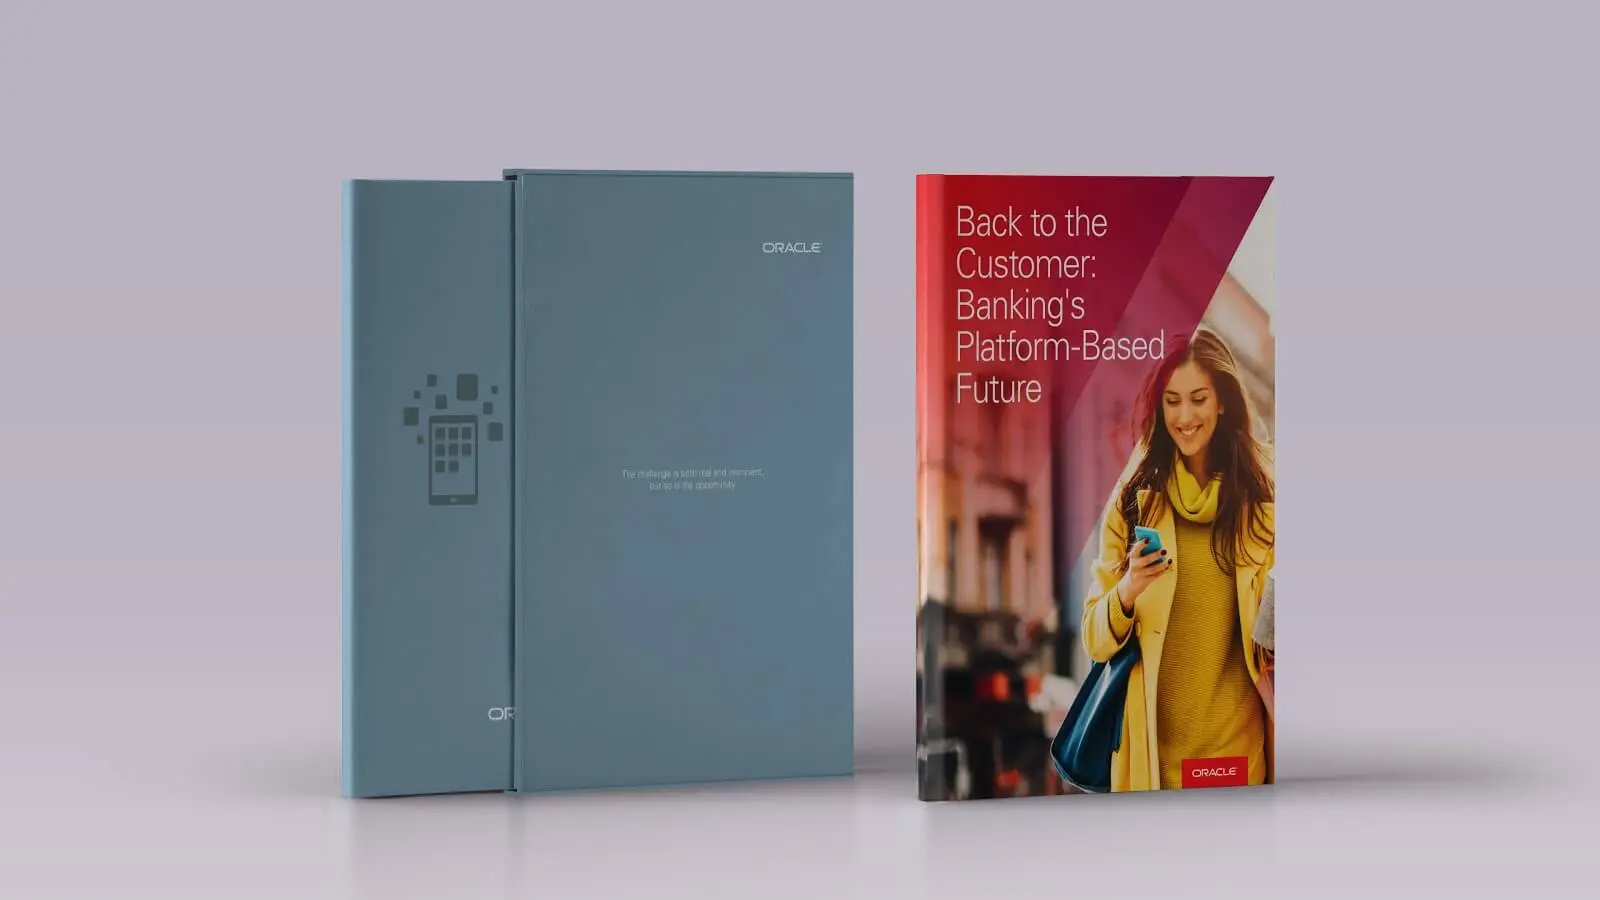 ORACLE
The challenge is both real and imminent,
but so is the opportunity.
OR
Back to the
Customer:
Banking's
Platform-Based
Future
ORACLE